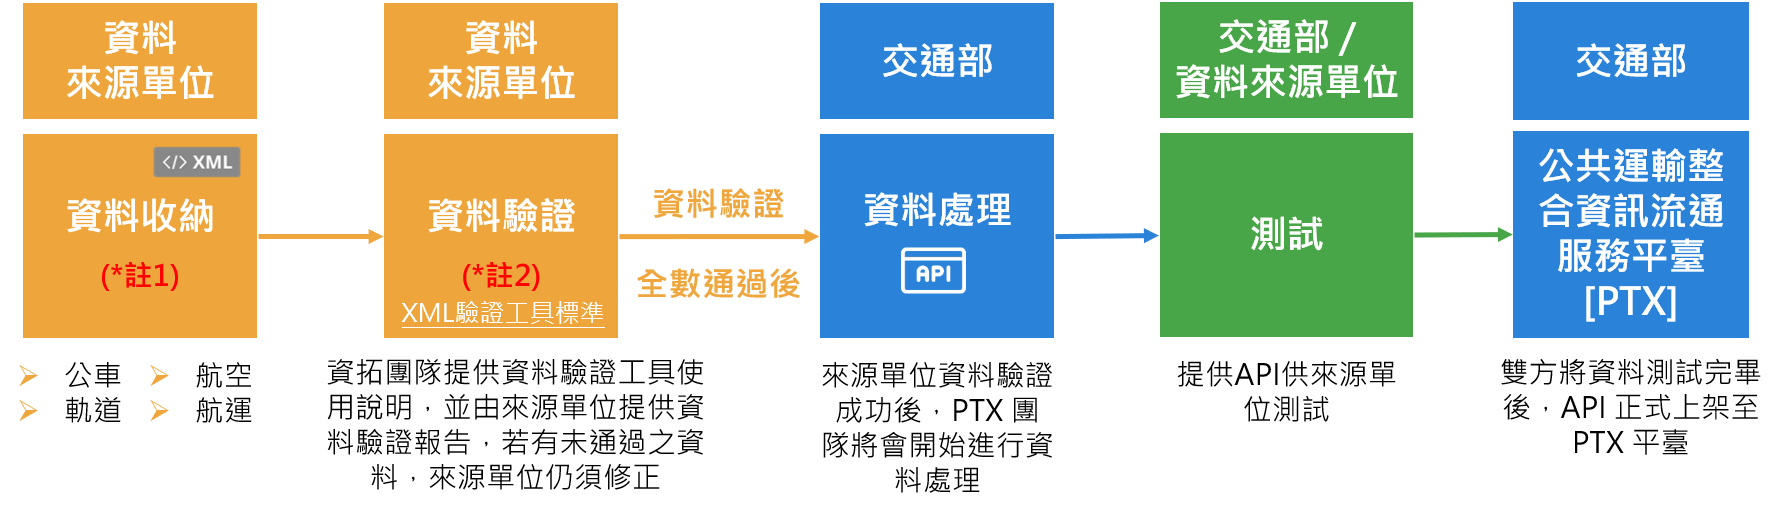 資料
來源單位
資料
來源單位
交通部
交通部 /
資料來源單位
交通部
</> XML
資料收納
(*註1)
資料驗證
(*註2)
XML驗證工具標準
資料驗證
全數通過後
資料處理
API
測試
公共運輸整
合資訊流通
服務平臺
[PTX]
公車
航空
軌道
航運
資拓團隊提供資料驗證工具使
用說明，並由來源單位提供資
料驗證報告，若有未通過之資
料，來源單位仍須修正
來源單位資料驗證
成功後，PTX 團
隊將會開始進行資
料處理
提供API供來源單
位測試
雙方將資料測試完畢
後，API 正式上架至
PTX 平臺